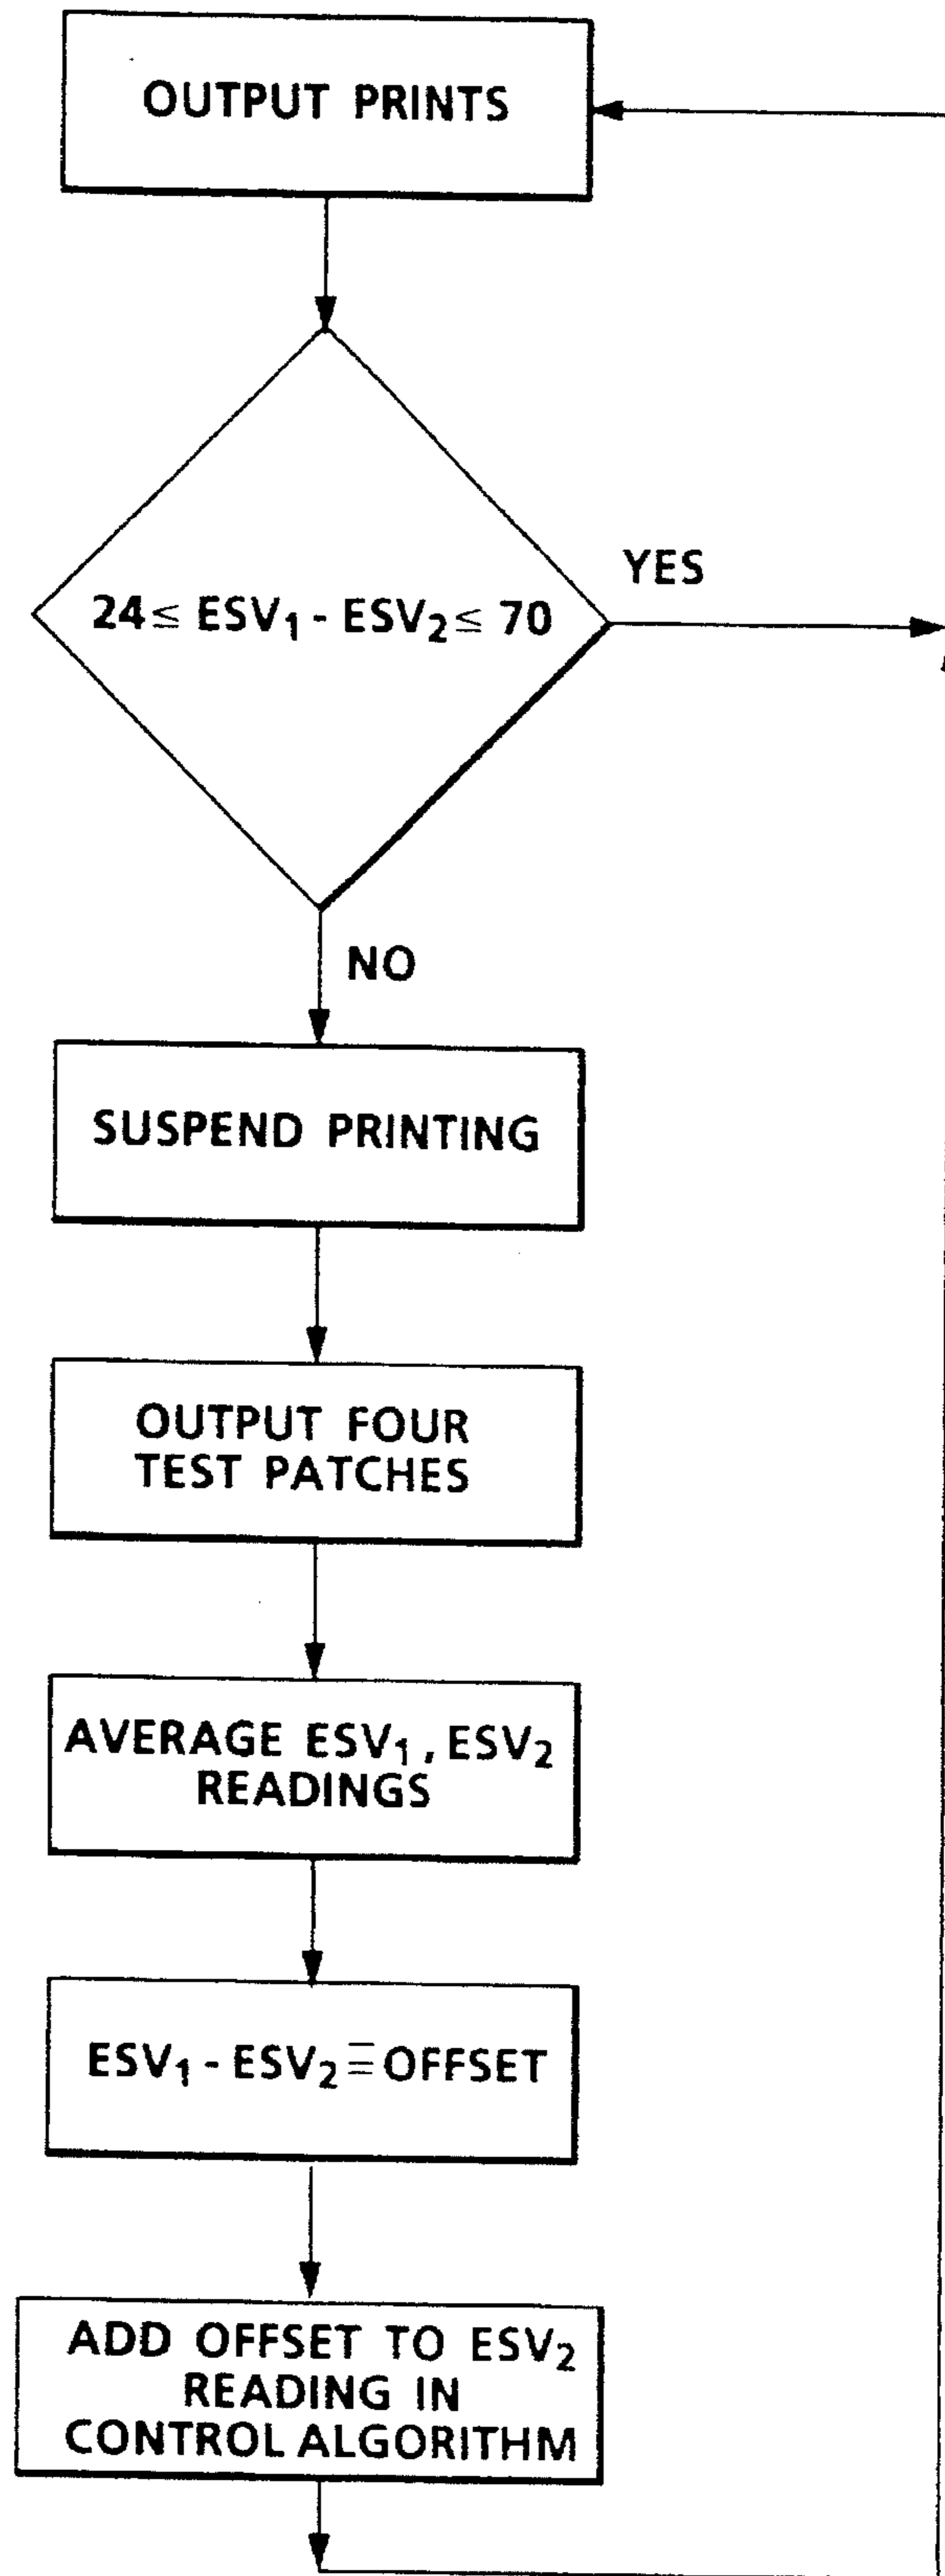 OUTPUT PRINTS
24 ≤ ESV₁ - ESV₂ ≤ 70
YES
NO
SUSPEND PRINTING
OUTPUT FOUR
TEST PATCHES
AVERAGE ESV₁, ESV₂
READINGS
ESV₁ - ESV₂ ≡ OFFSET
ADD OFFSET TO ESV₂
READING IN
CONTROL ALGORITHM